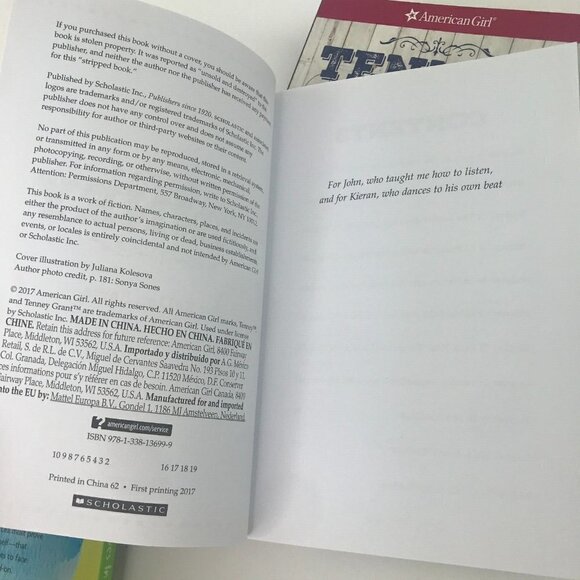 If you purchased this book without a cover, you should be aware that this
book is stolen property. It was reported as "unsold and destroyed" to the
publisher, and neither the author nor the publisher has received any payment
for this "stripped book."
Published by Scholastic Inc., Publishers since 1920. SCHOLASTIC and associated
logos are trademarks and/or registered trademarks of Scholastic Inc. The
publisher does not have any control over and does not assume any
responsibility for author or third-party websites or their content.
No part of this publication may be reproduced, stored in a retrieval system,
or transmitted in any form or by any means, electronic, mechanical,
photocopying, recording, or otherwise, without written permission of the
publisher. For information regarding permission, write to Scholastic Inc.,
Attention: Permissions Department, 557 Broadway, New York, NY 10012.
This book is a work of fiction. Names, characters, places, and incidents are
either the product of the author's imagination or are used fictitiously, and
any resemblance to actual persons, living or dead, business establishments,
events, or locales is entirely coincidental and not intended by American Girl
or Scholastic Inc.
Cover illustration by Juliana Kolesova
Author photo credit, p. 181: Sonya Sones
© 2017 American Girl. All rights reserved. All American Girl marks, Tenney™
and Tenney Grant™ are trademarks of American Girl. Used under license
by Scholastic Inc. MADE IN CHINA. HECHO EN CHINA. FABRIQUÉ EN
CHINE. Retain this address for future reference: American Girl, 8400 Fairway
Place, Middleton, WI 53562, U.S.A. Importado y distribuido por A.G. México
Retail, S. de R.L. de C.V., Miguel de Cervantes Saavedra No. 193 Pisos 10 y 11,
Col. Granada, Delegación Miguel Hidalgo, C.P. 11520 México, D.F. Conserver
ces informations pour s'y référer en cas de besoin. American Girl Canada, 8400
Fairway Place, Middleton, WI 53562, U.S.A. Manufactured for and imported
into the EU by: Mattel Europa B.V., Gondel 1, 1186 MJ Amstelveen, Nederland
americangirl.com/service
ISBN 978-1-338-13699-9
10 9 8 7 6 5 4 3 2 16 17 18 19
Printed in China 62 • First printing 2017
SCHOLASTIC
American Girl®
TEN
For John, who taught me how to listen,
and for Kieran, who dances to his own beat
self—that
es to face